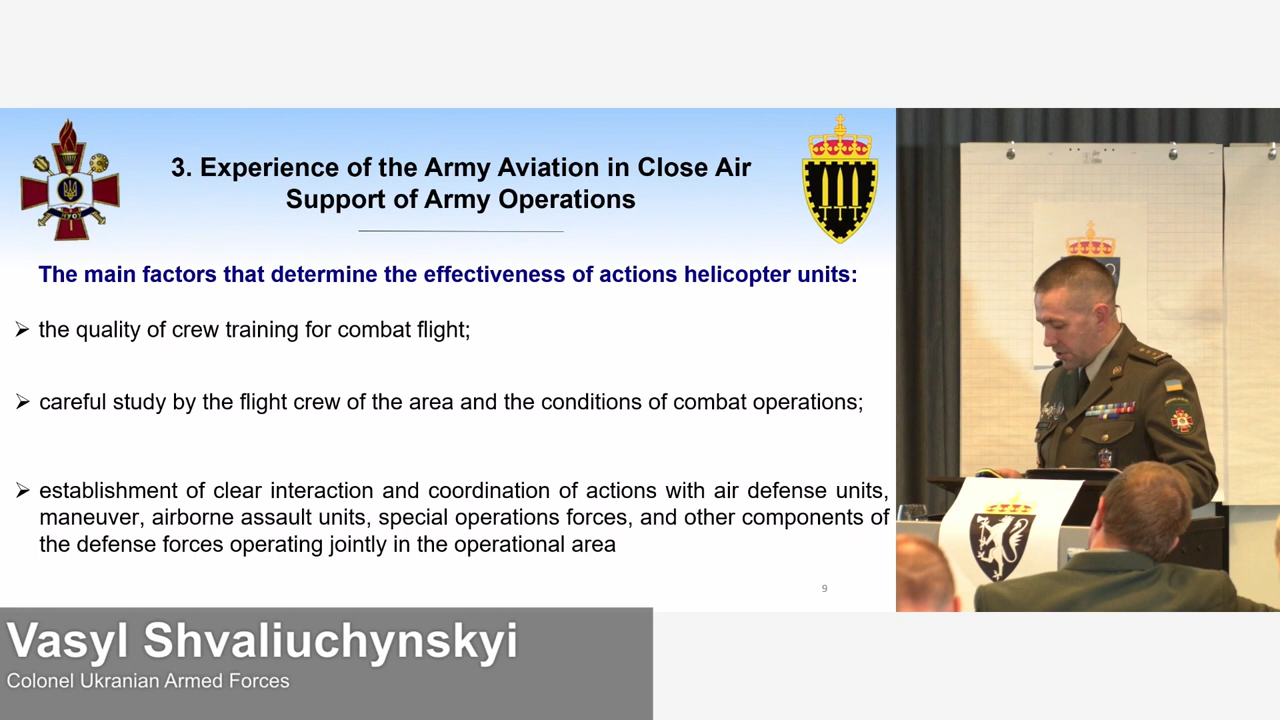 3. Experience of the Army Aviation in Close Air
Support of Army Operations
The main factors that determine the effectiveness of actions helicopter units:
➢ the quality of crew training for combat flight;
➢ careful study by the flight crew of the area and the conditions of combat operations;
➢ establishment of clear interaction and coordination of actions with air defense units,
maneuver, airborne assault units, special operations forces, and other components of
the defense forces operating jointly in the operational area
9
Vasyl Shvaliuchynskyi
Colonel Ukranian Armed Forces